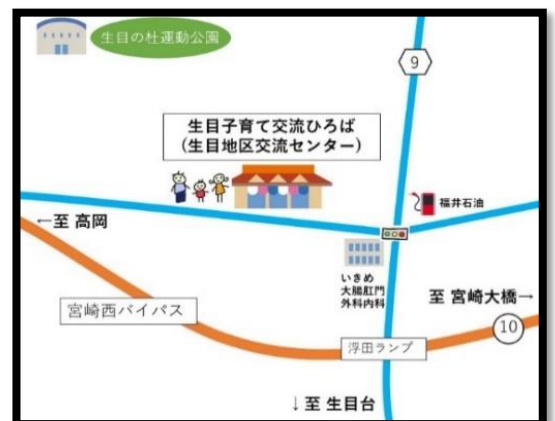 生目の杜運動公園
9
生目子育て交流ひろば
(生目地区交流センター)
福井石油
←至 高岡
いきめ
大腸肛門
外科内科
至 宮崎大橋→
宮崎西バイパス
10
浮田ランプ
↓至 生目台